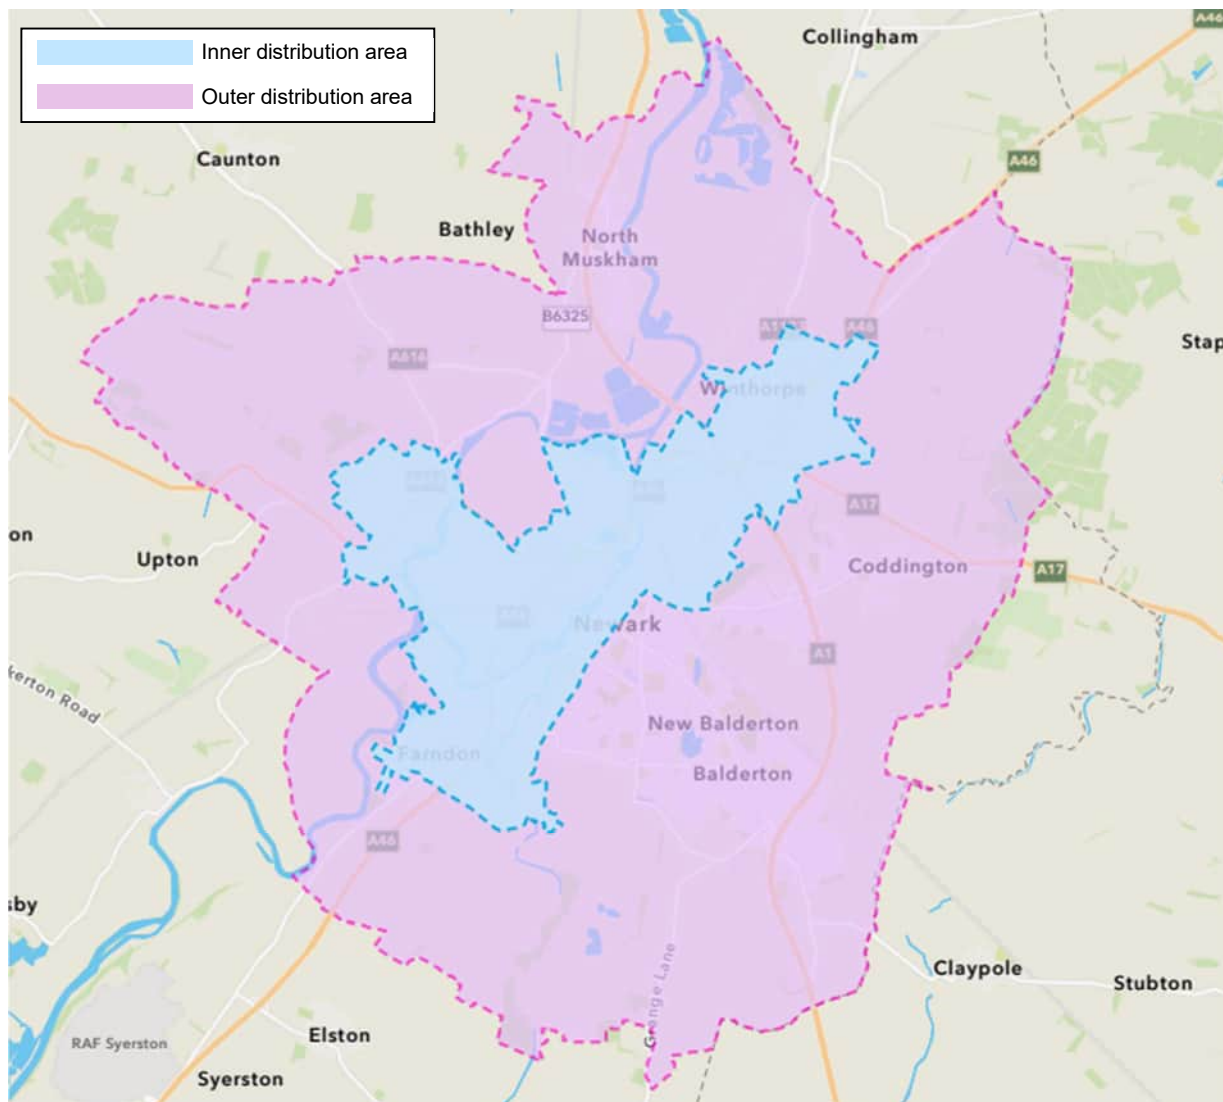 Inner distribution area
Outer distribution area
Collingham
A46
Caunton
A46
Bathley
North
Muskham
B6325
A46
Stap
A616
Winthorpe
A17
on
Upton
Coddington
A17
Newark
A1
kerton Road
New Balderton
Farndon
Balderton
A46
sby
Grange Lane
Claypole
Stubton
Elston
RAF Syerston
Syerston